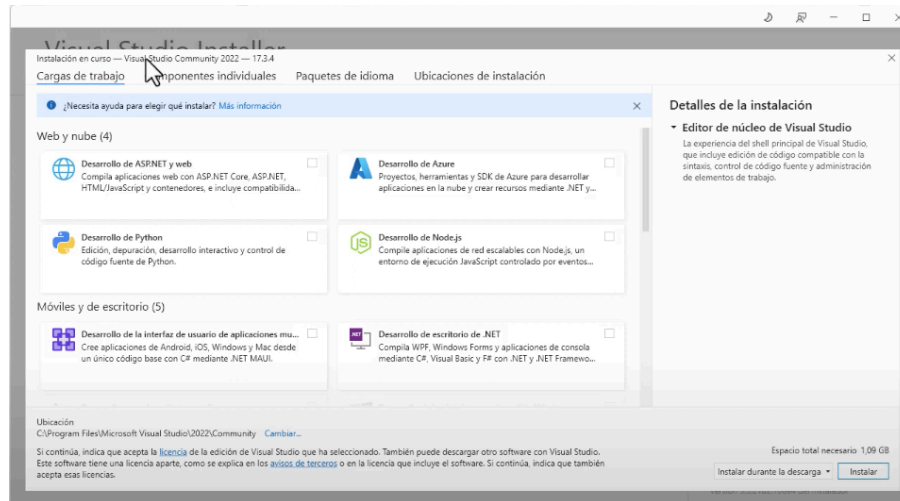 Visual Studio Installer
Instalación en curso — Visual Studio Community 2022 — 17.3.4
Cargas de trabajo
mponentes individuales
Paquetes de idioma
Ubicaciones de instalación
¿Necesita ayuda para elegir qué instalar? Más información
Web y nube (4)
Desarrollo de ASP.NET y web
Compila aplicaciones web con ASP.NET Core, ASP.NET,
HTML/JavaScript y contenedores, e incluye compatibilida...
Desarrollo de Azure
Proyectos, herramientas y SDK de Azure para desarrollar
aplicaciones en la nube y crear recursos mediante .NET y...
Desarrollo de Python
Edición, depuración, desarrollo interactivo y control de
código fuente de Python.
JS
Desarrollo de Node.js
Compile aplicaciones de red escalables con Node.js, un
entorno de ejecución JavaScript controlado por eventos...
Móviles y de escritorio (5)
Desarrollo de la interfaz de usuario de aplicaciones mu...
Cree aplicaciones de Android, iOS, Windows y Mac desde
un único código base con C# mediante .NET MAUI.
.NET
Desarrollo de escritorio de .NET
Compila WPF, Windows Forms y aplicaciones de consola
mediante C#, Visual Basic y F# con .NET y .NET Framewo...
Detalles de la instalación
Editor de núcleo de Visual Studio
La experiencia del shell principal de Visual Studio,
que incluye edición de código compatible con la
sintaxis, control de código fuente y administración
de elementos de trabajo.
Ubicación
C:\Program Files\Microsoft Visual Studio\2022\Community Cambiar...
Si continúa, indica que acepta la licencia de la edición de Visual Studio que ha seleccionado. También puede descargar otro software con Visual Studio.
Este software tiene una licencia aparte, como se explica en los avisos de terceros o en la licencia que incluye el software. Si continúa, indica que también
acepta esas licencias.
Espacio total necesario 1,09 GB
Instalar durante la descarga
Instalar